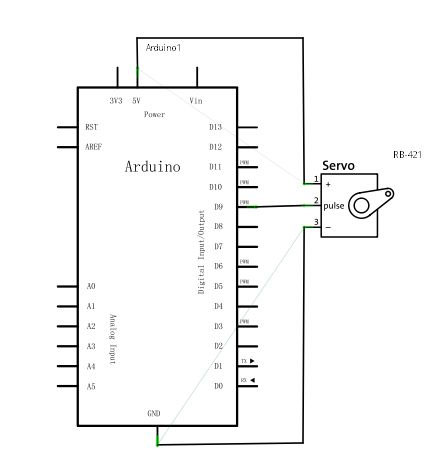 Arduino1
3V3 5V Vin
Power
RST
AREF
Arduino
D13
D12
PWM
D11
PWM
D10
PWM
D9
D8
D7
PWM
D6
PWM
D5
D4
PWM
D3
D2
TX
D1
RX
D0
Digital Input/Output
A0
A1
A2
A3
A4
A5
Analog Input
GND
Servo
RB-421
1 +
2 pulse
3 −